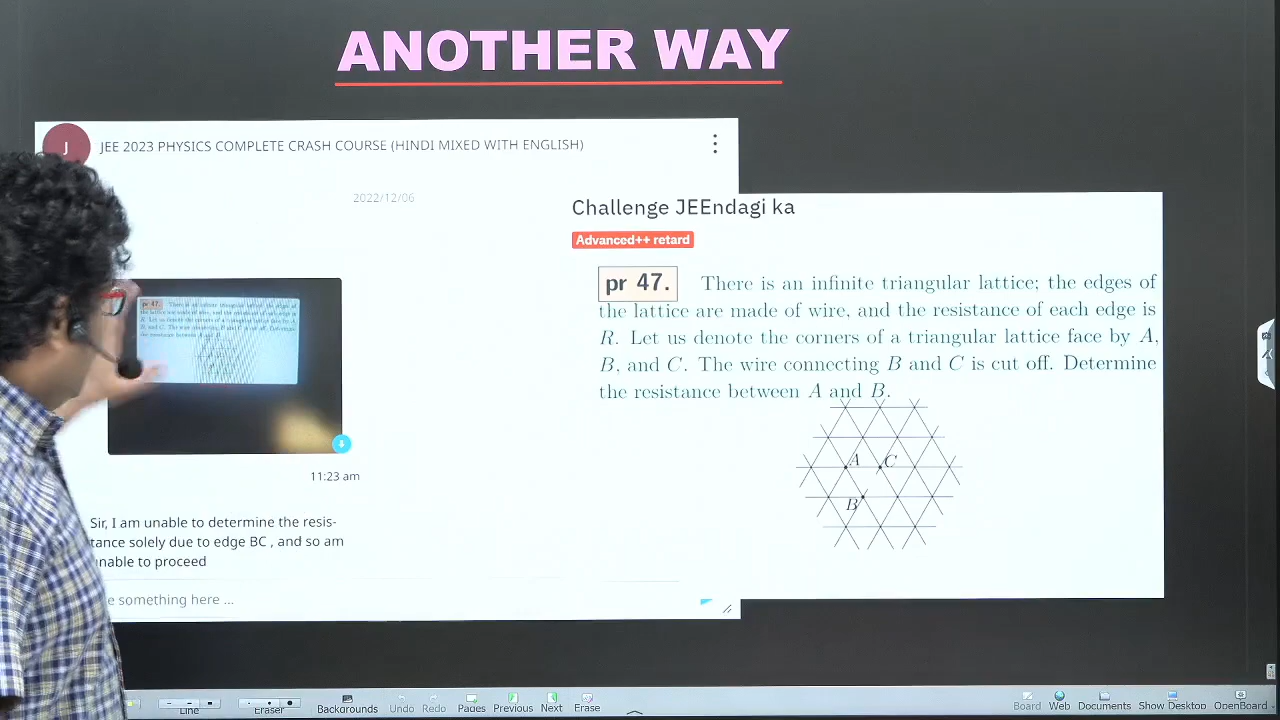 ANOTHER WAY
J
JEE 2023 PHYSICS COMPLETE CRASH COURSE (HINDI MIXED WITH ENGLISH)
2022/12/06
Challenge JEEndagi ka
Advanced++ retard
pr 47. There is an infinite triangular lattice; the edges of
the lattice are made of wire, and the resistance of each edge is
R. Let us denote the corners of a triangular lattice face by A,
B, and C. The wire connecting B and C is cut off. Determine
the resistance between A and B.
A
C
B
pr 47.
11:23 am
Sir, I am unable to determine the resis-
tance solely due to edge BC , and so am
unable to proceed
something here ...
Line
Eraser
Backgrounds
Undo
Redo
Pages
Previous
Next
Erase
Board
Web
Documents
Show Desktop
OpenBoard